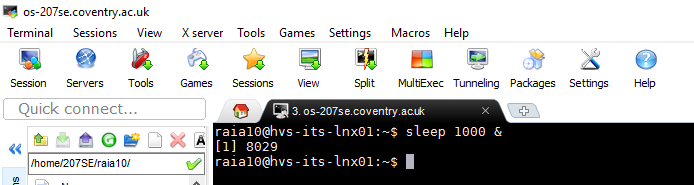 os-207se.coventry.ac.uk
Terminal Sessions View X server Tools Games Settings Macros Help
Session Servers Tools Games Sessions View Split MultiExec Tunneling Packages Settings Help
Quick connect...
3. os-207se.coventry.ac.uk
raia10@hvs-its-lnx01:~$ sleep 1000 &
[1] 8029
raia10@hvs-its-lnx01:~$
/home/207SE/raia10/